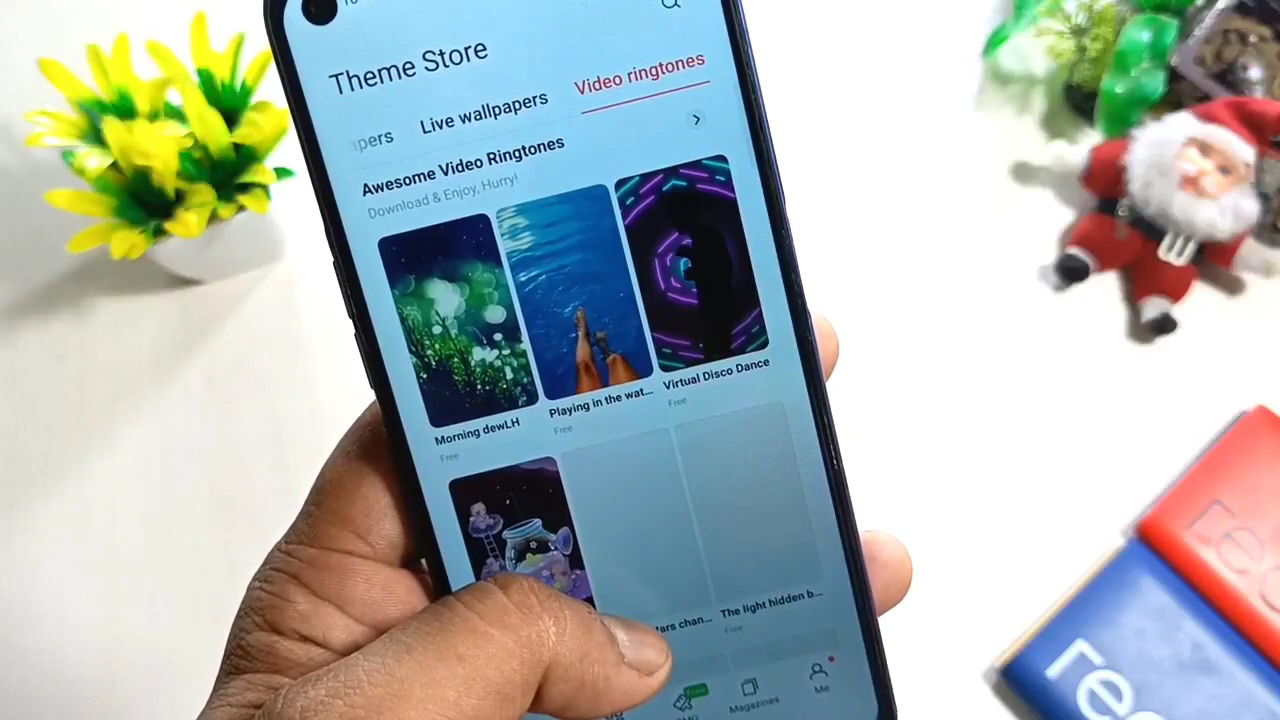 Theme Store
Live wallpapers
Video ringtones
Awesome Video Ringtones
Download & Enjoy, Hurry!
Morning dewLH
Free
Playing in the wat...
Free
Virtual Disco Dance
Free
The light hidden b...
Free
Free
Magazines
Me